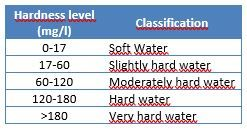 Hardness level (mg/l) Classification
0-17 Soft Water
17-60 Slightly hard water
60-120 Moderately hard water
120-180 Hard water
>180 Very hard water